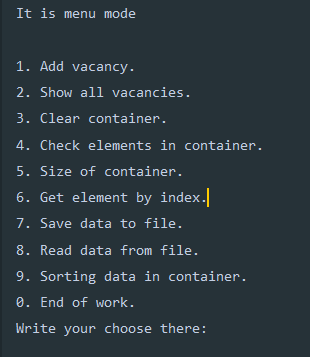 It is menu mode
1. Add vacancy.
2. Show all vacancies.
3. Clear container.
4. Check elements in container.
5. Size of container.
6. Get element by index.
7. Save data to file.
8. Read data from file.
9. Sorting data in container.
0. End of work.
Write your choose there: